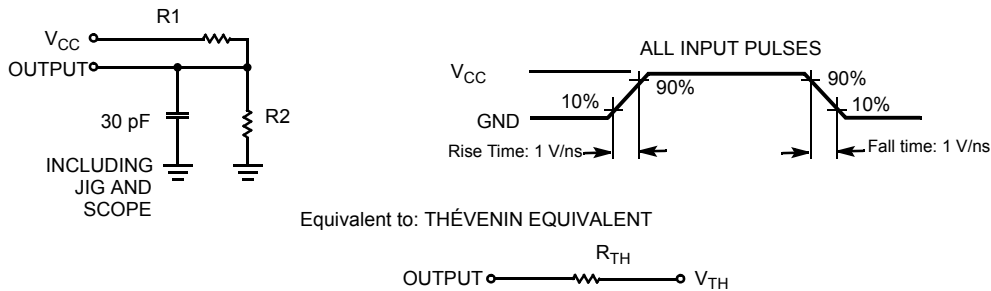 R1
VCC
OUTPUT
30 pF
R2
INCLUDING
JIG AND
SCOPE
ALL INPUT PULSES
VCC
GND
10%
90%
90%
10%
Rise Time: 1 V/ns
Fall time: 1 V/ns
Equivalent to: THÉVENIN EQUIVALENT
RTH
OUTPUT
VTH